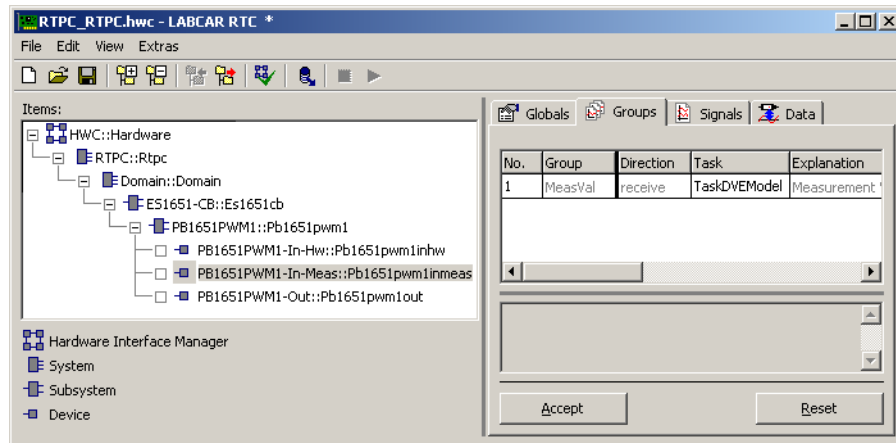 RTPC_RTPC.hwc - LABCAR RTC *
File Edit View Extras
Items:
HWC::Hardware
RTPC::Rtpc
Domain::Domain
ES1651-CB::Es1651cb
PB1651PWM1::Pb1651pwm1
PB1651PWM1-In-Hw::Pb1651pwm1inhw
PB1651PWM1-In-Meas::Pb1651pwm1inmeas
PB1651PWM1-Out::Pb1651pwm1out
Hardware Interface Manager
System
Subsystem
Device
Globals Groups Signals Data
No. Group Direction Task Explanation
1 MeasVal receive TaskDVEModel Measurement
Accept Reset